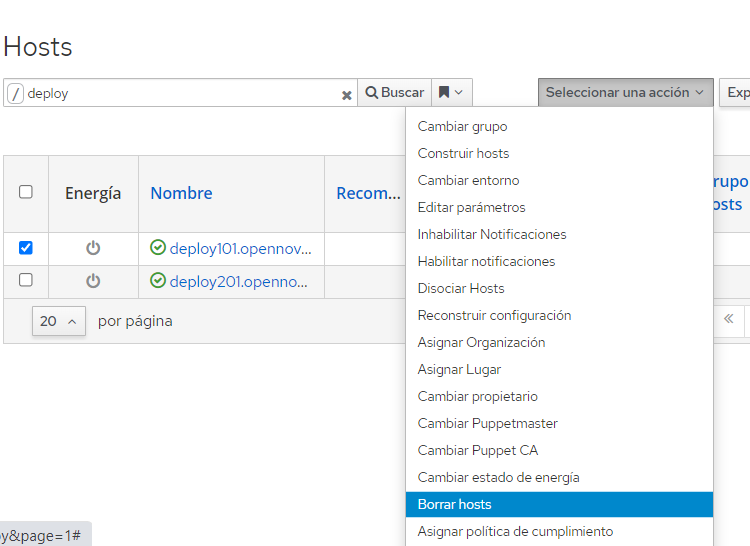 Hosts
/ deploy
Buscar
Seleccionar una acción
Exp
Cambiar grupo
Construir hosts
Cambiar entorno
Editar parámetros
Inhabilitar Notificaciones
Habilitar notificaciones
Disociar Hosts
Reconstruir configuración
Asignar Organización
Asignar Lugar
Cambiar propietario
Cambiar Puppetmaster
Cambiar Puppet CA
Cambiar estado de energía
Borrar hosts
Asignar política de cumplimiento
Energía
Nombre
Recom...
rupo
osts
deploy101.opennov...
deploy201.openno...
20
por página
y&page=1#